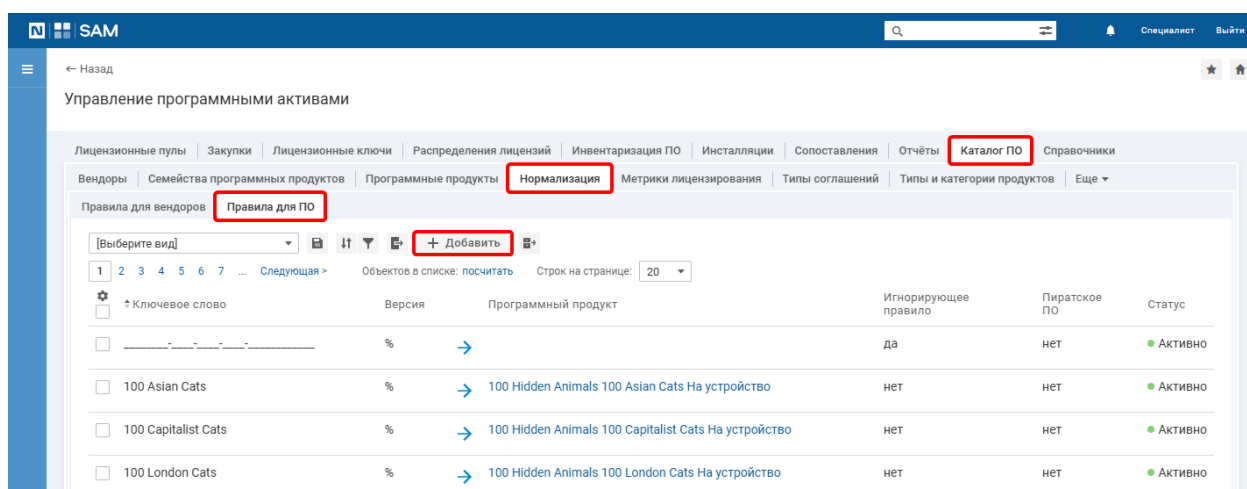 N SAM Специалист Выйти
← Назад
Управление программными активами
Лицензионные пулы Закупки Лицензионные ключи Распределения лицензий Инвентаризация ПО Инсталляции Сопоставления Отчёты Каталог ПО Справочники
Вендоры Семейства программных продуктов Программные продукты Нормализация Метрики лицензирования Типы соглашений Типы и категории продуктов Еще
Правила для вендоров Правила для ПО
[Выберите вид] + Добавить
1 2 3 4 5 6 7 ... Следующая > Объектов в списке: посчитать Строк на странице: 20
Ключевое слово Версия Программный продукт Игнорирующее правило Пиратское ПО Статус
________-____-____-____-____________ % → да нет Активно
100 Asian Cats % → 100 Hidden Animals 100 Asian Cats На устройство нет нет Активно
100 Capitalist Cats % → 100 Hidden Animals 100 Capitalist Cats На устройство нет нет Активно
100 London Cats % → 100 Hidden Animals 100 London Cats На устройство нет нет Активно